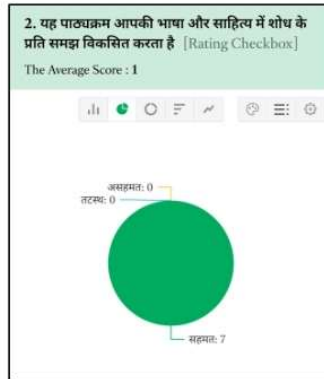 2. यह पाठ्यक्रम आपकी भाषा और साहित्य में शोध के
प्रति समझ विकसित करता है [Rating Checkbox]
The Average Score : 1
असहमत: 0
तटस्थ: 0
सहमत: 7